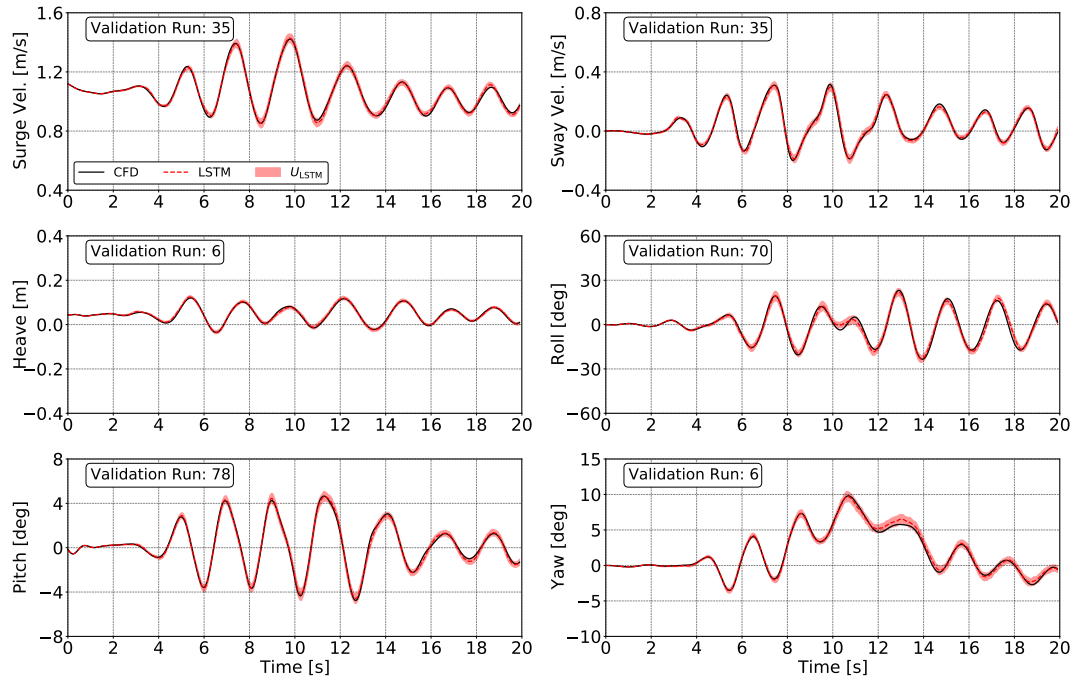 Validation Run: 35
Surge Vel. [m/s]
1.6
1.2
0.8
0.4
CFD LSTM U_LSTM
0 2 4 6 8 10 12 14 16 18 20
Validation Run: 35
Sway Vel. [m/s]
0.8
0.4
0.0
−0.4
0 2 4 6 8 10 12 14 16 18 20
Validation Run: 6
Heave [m]
0.4
0.2
0.0
−0.2
−0.4
0 2 4 6 8 10 12 14 16 18 20
Validation Run: 70
Roll [deg]
60
30
0
−30
−60
0 2 4 6 8 10 12 14 16 18 20
Validation Run: 78
Pitch [deg]
8
4
0
−4
−8
0 2 4 6 8 10 12 14 16 18 20
Time [s]
Validation Run: 6
Yaw [deg]
15
10
5
0
−5
−10
0 2 4 6 8 10 12 14 16 18 20
Time [s]